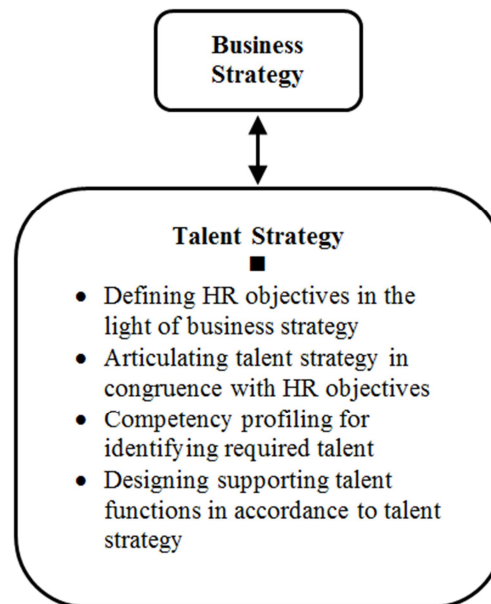 Business
Strategy
Talent Strategy
■
● Defining HR objectives in the
light of business strategy
● Articulating talent strategy in
congruence with HR objectives
● Competency profiling for
identifying required talent
● Designing supporting talent
functions in accordance to talent
strategy